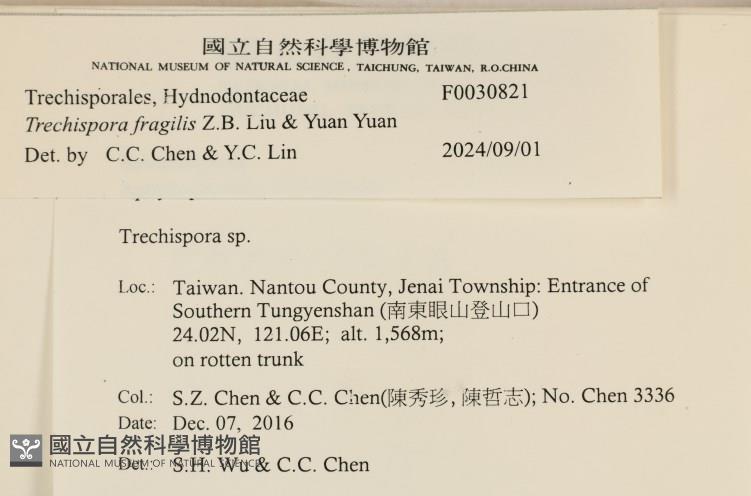 國立自然科學博物館
NATIONAL MUSEUM OF NATURAL SCIENCE, TAICHUNG, TAIWAN, R.O.CHINA
Trechisporales, Hydnodontaceae F0030821
Trechispora fragilis Z.B. Liu & Yuan Yuan
Det. by C.C. Chen & Y.C. Lin 2024/09/01
Trechispora sp.
Loc.: Taiwan. Nantou County, Jenai Township: Entrance of
Southern Tungyenshan (南東眼山登山口)
24.02N, 121.06E; alt. 1,568m;
on rotten trunk
Col.: S.Z. Chen & C.C. Chen(陳秀珍, 陳哲志); No. Chen 3336
Date: Dec. 07, 2016
Det.: S.H. Wu & C.C. Chen
國立自然科學博物館
NATIONAL MUSEUM OF NATURAL SCIENCE